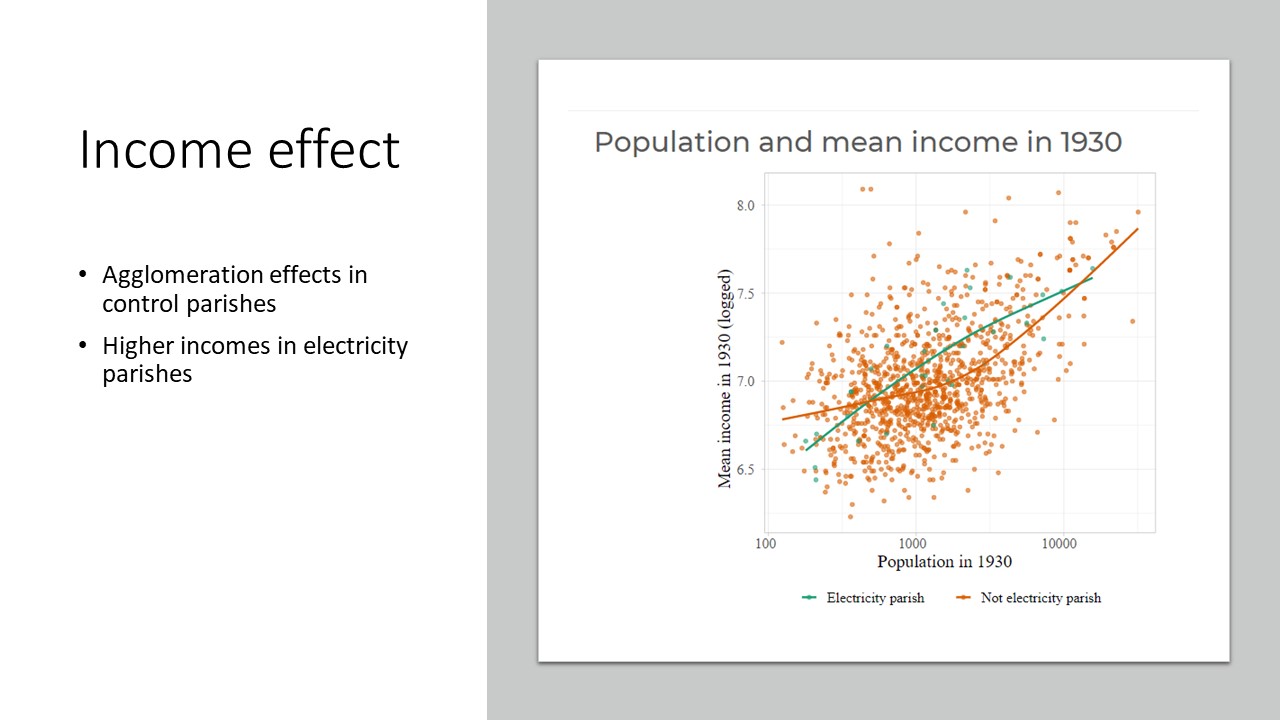 Income effect
• Agglomeration effects in
control parishes
• Higher incomes in electricity
parishes
Population and mean income in 1930
Mean income in 1930 (logged)
8.0
7.5
7.0
6.5
100
1000
10000
Population in 1930
Electricity parish
Not electricity parish